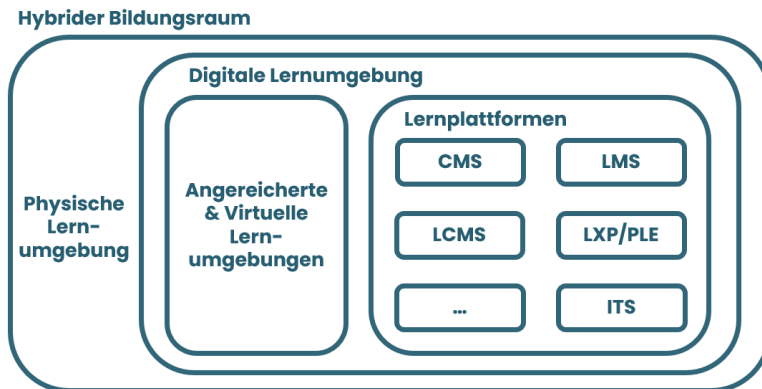 Hybrider Bildungsraum
Digitale Lernumgebung
Lernplattformen
CMS
LMS
Physische
Lern-
umgebung
Angereicherte
& Virtuelle
Lern-
umgebungen
LCMS
LXP/PLE
...
ITS